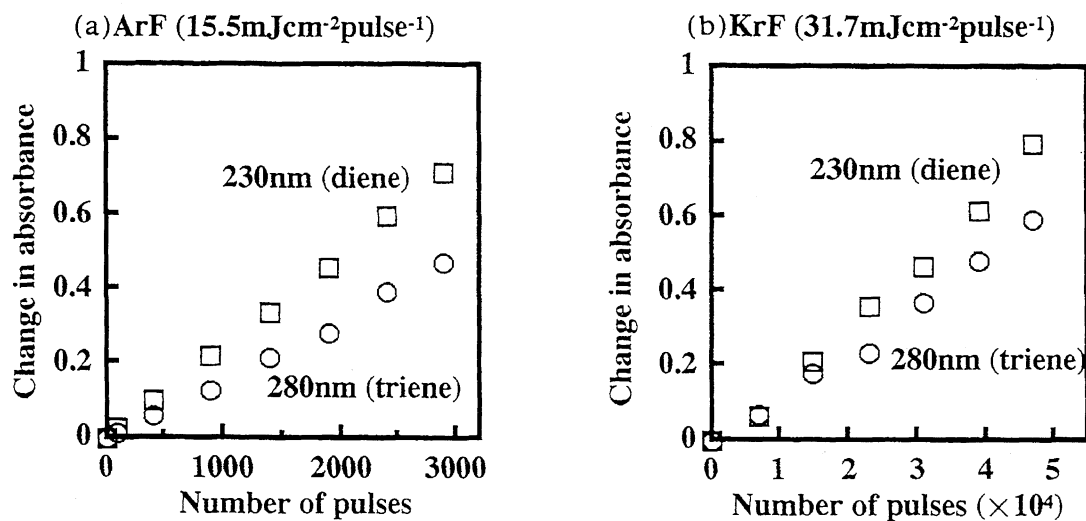 (a) ArF (15.5mJcm⁻²pulse⁻¹)
1
0.8
0.6
0.4
0.2
0
Change in absorbance
230nm (diene)
280nm (triene)
0 1000 2000 3000
Number of pulses
(b) KrF (31.7mJcm⁻²pulse⁻¹)
1
0.8
0.6
0.4
0.2
0
Change in absorbance
230nm (diene)
280nm (triene)
0 1 2 3 4 5
Number of pulses (×10⁴)